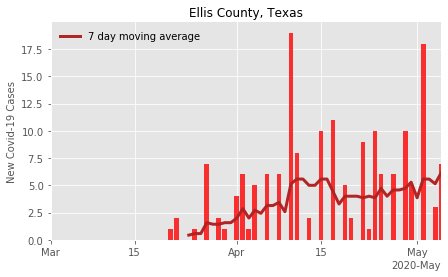 Ellis County, Texas
7 day moving average
New Covid-19 Cases
17.5
15.0
12.5
10.0
7.5
5.0
2.5
0.0
Mar
15
Apr
15
May
2020-May